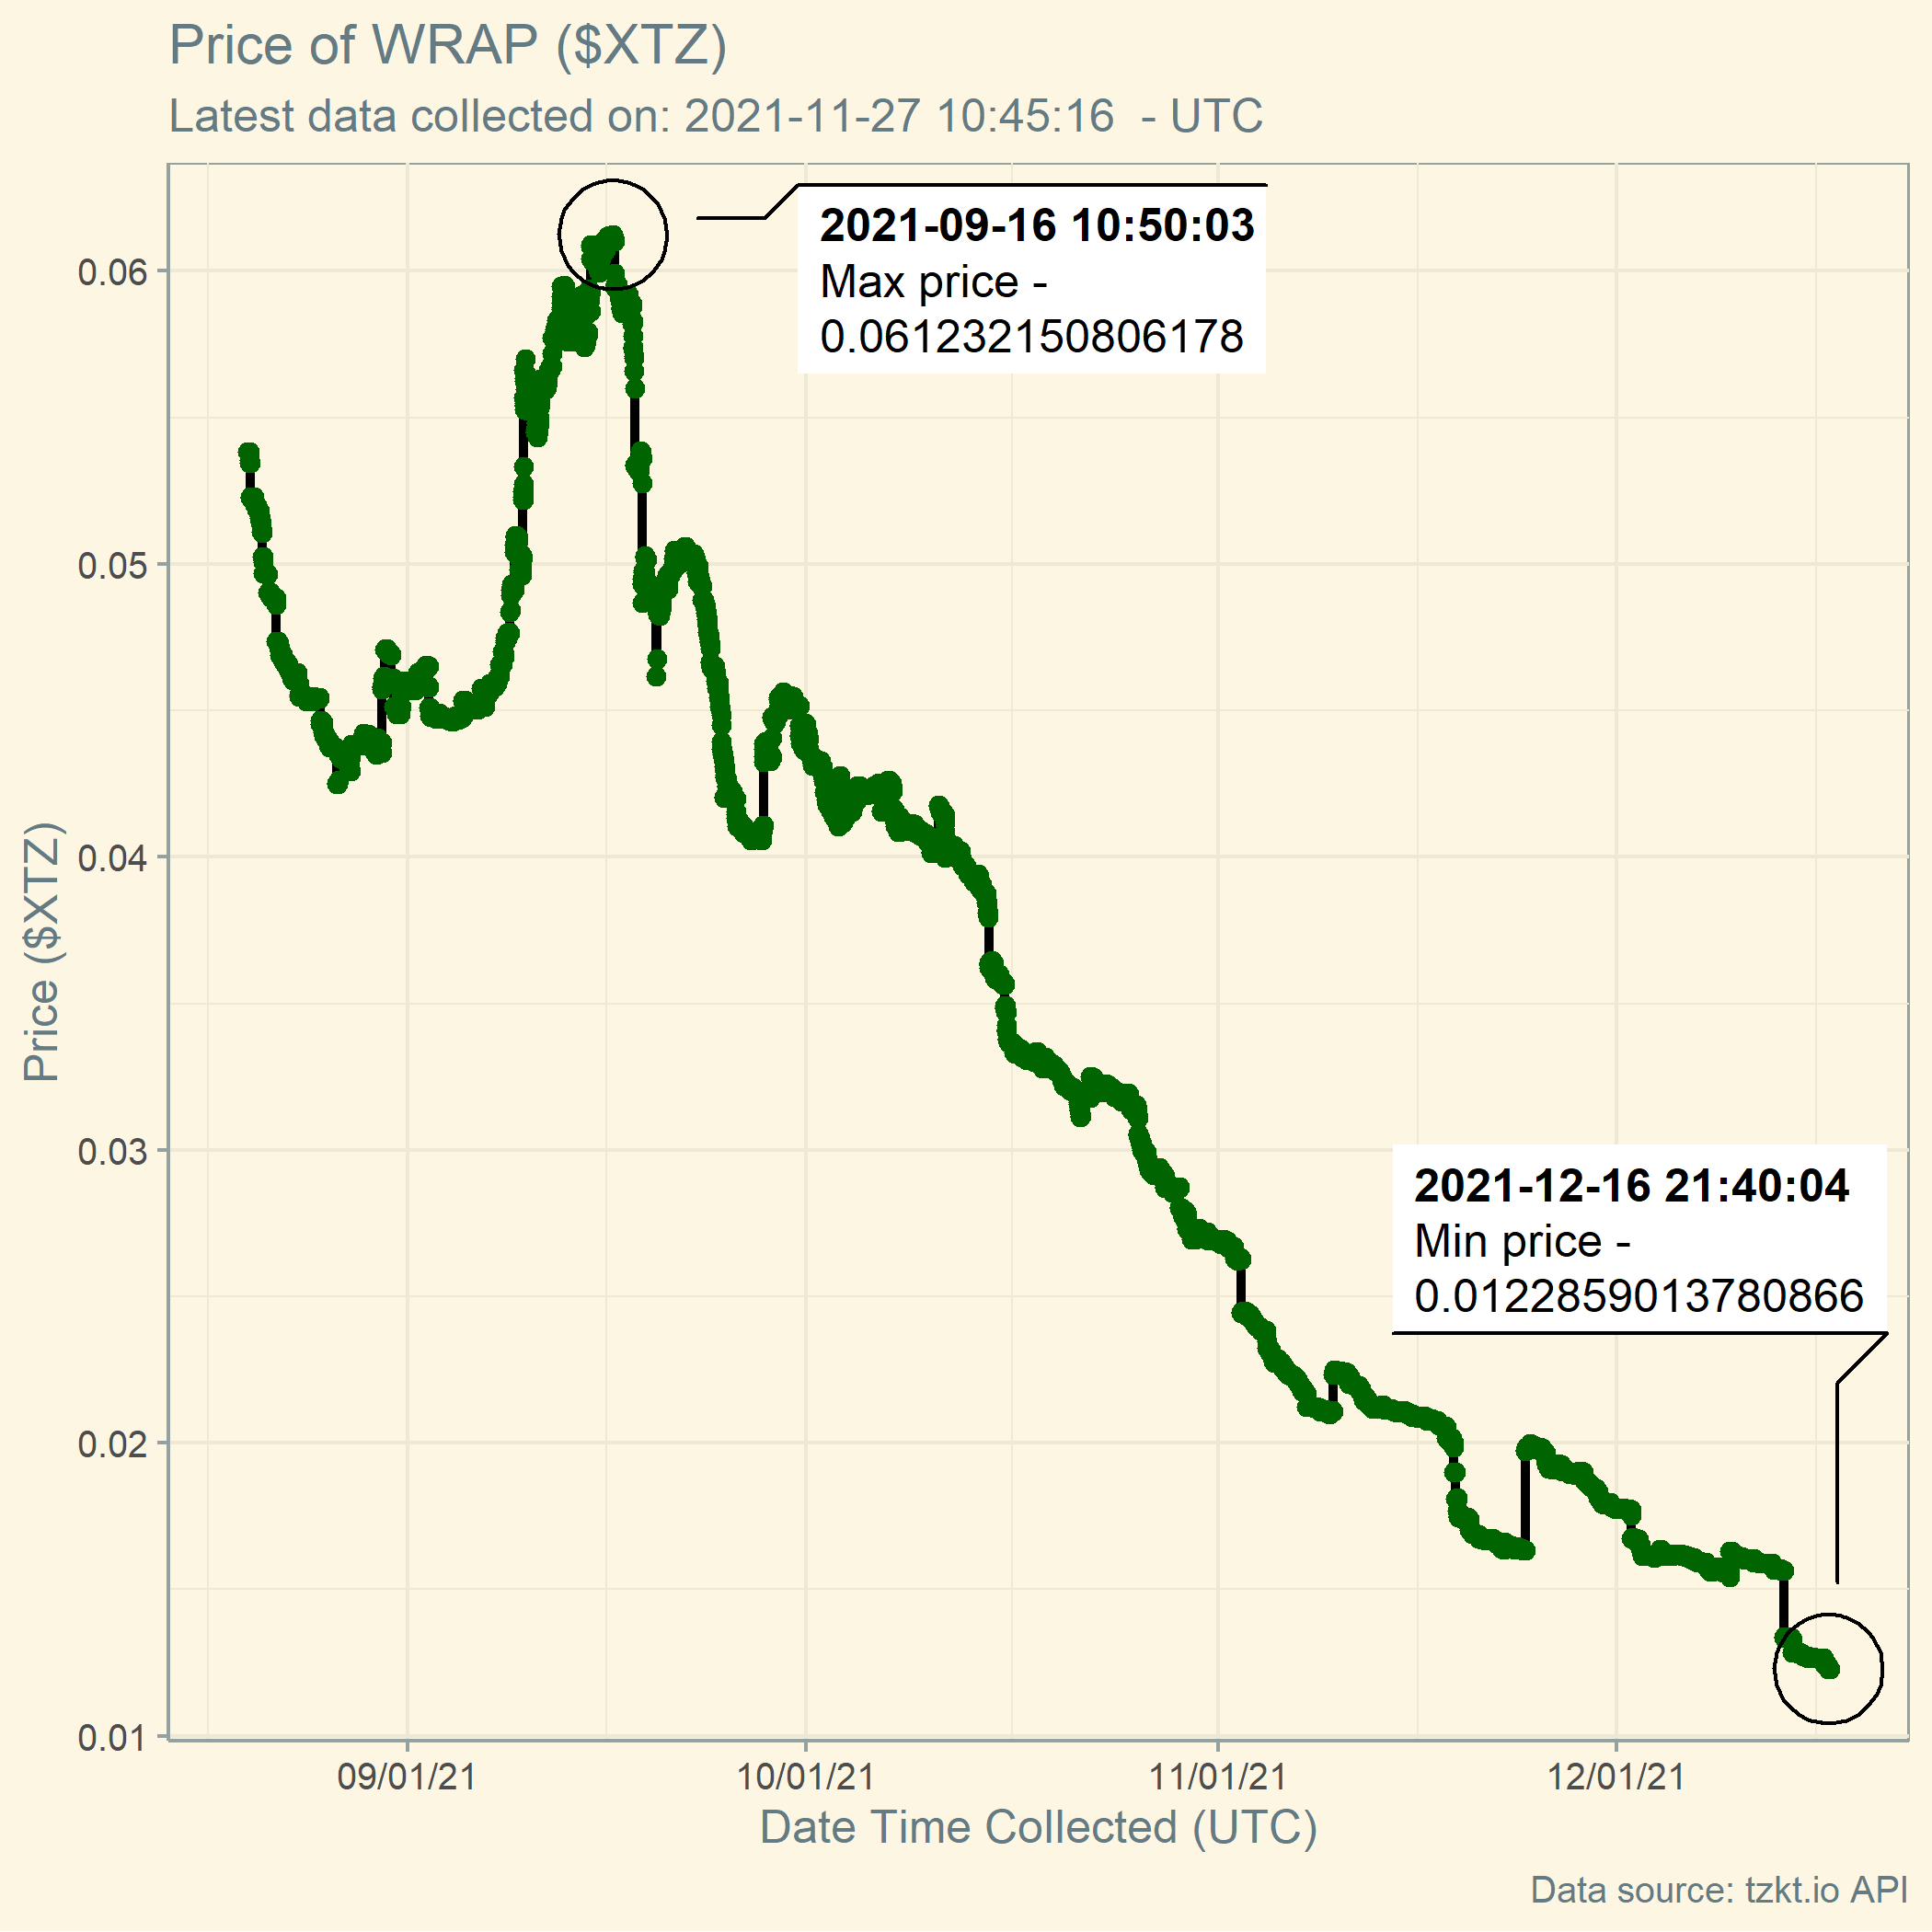 Price of WRAP ($XTZ)
Latest data collected on: 2021-11-27 10:45:16 - UTC
2021-09-16 10:50:03
Max price -
0.061232150806178
0.06
0.05
0.04
0.03
0.02
0.01
Price ($XTZ)
2021-12-16 21:40:04
Min price -
0.0122859013780866
09/01/21
10/01/21
11/01/21
12/01/21
Date Time Collected (UTC)
Data source: tzkt.io API